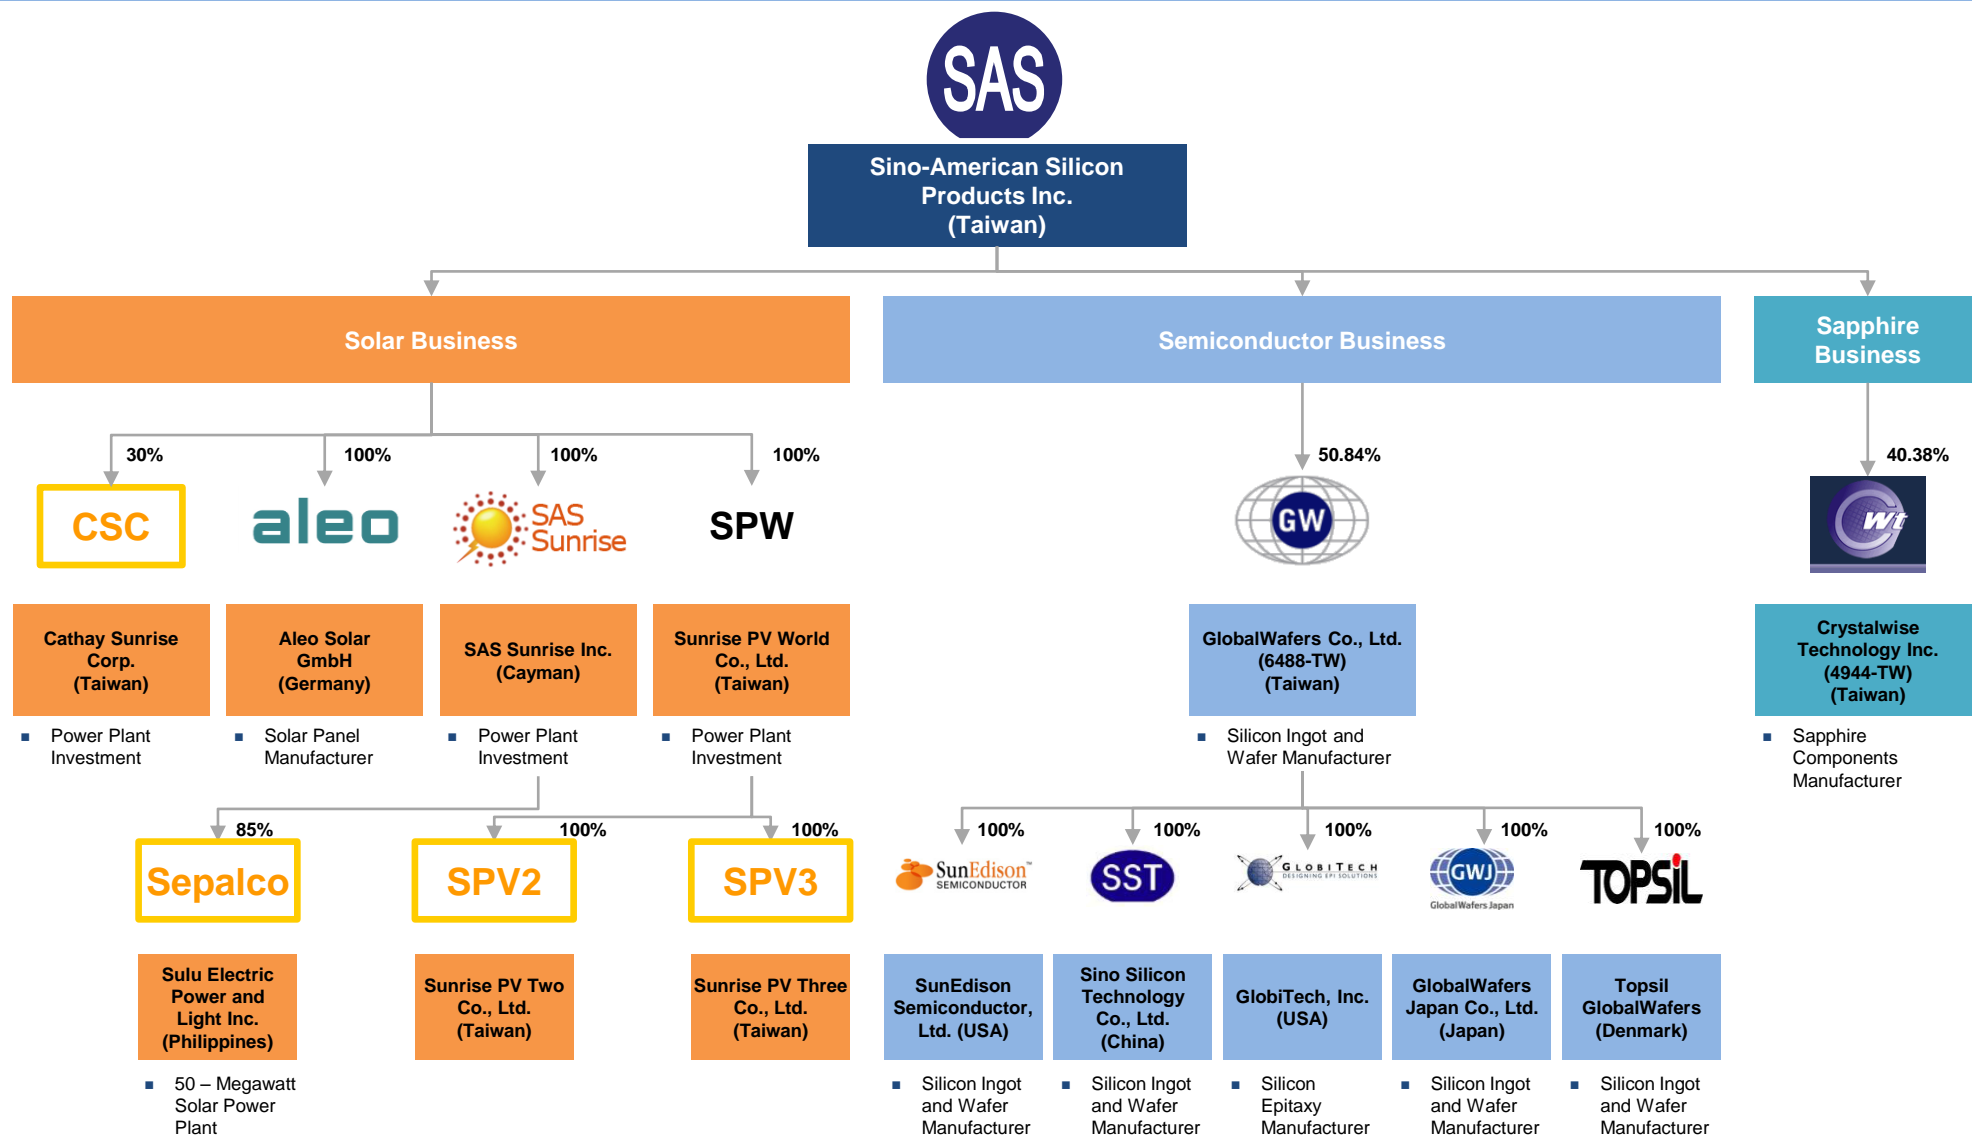 SAS
Sino-American Silicon
Products Inc.
(Taiwan)
Solar Business
Semiconductor Business
Sapphire
Business
30%
100%
100%
100%
50.84%
40.38%
CSC
aleo
SAS
Sunrise
SPW
GW
Wt
Cathay Sunrise
Corp.
(Taiwan)
Aleo Solar
GmbH
(Germany)
SAS Sunrise Inc.
(Cayman)
Sunrise PV World
Co., Ltd.
(Taiwan)
GlobalWafers Co., Ltd.
(6488-TW)
(Taiwan)
Crystalwise
Technology Inc.
(4944-TW)
(Taiwan)
■ Power Plant
Investment
■ Solar Panel
Manufacturer
■ Power Plant
Investment
■ Power Plant
Investment
■ Silicon Ingot and
Wafer Manufacturer
■ Sapphire
Components
Manufacturer
85%
100%
100%
100%
100%
100%
100%
100%
Sepalco
SPV2
SPV3
SunEdison™
SEMICONDUCTOR
SST
GLOBITECH
DESIGNING EPI SOLUTIONS
GWJ
GlobalWafers Japan
TOPSiL
Sulu Electric
Power and
Light Inc.
(Philippines)
Sunrise PV Two
Co., Ltd.
(Taiwan)
Sunrise PV Three
Co., Ltd.
(Taiwan)
SunEdison
Semiconductor,
Ltd. (USA)
Sino Silicon
Technology
Co., Ltd.
(China)
GlobiTech, Inc.
(USA)
GlobalWafers
Japan Co., Ltd.
(Japan)
Topsil
GlobalWafers
(Denmark)
■ 50 – Megawatt
Solar Power
Plant
■ Silicon Ingot
and Wafer
Manufacturer
■ Silicon Ingot
and Wafer
Manufacturer
■ Silicon
Epitaxy
Manufacturer
■ Silicon Ingot
and Wafer
Manufacturer
■ Silicon Ingot
and Wafer
Manufacturer